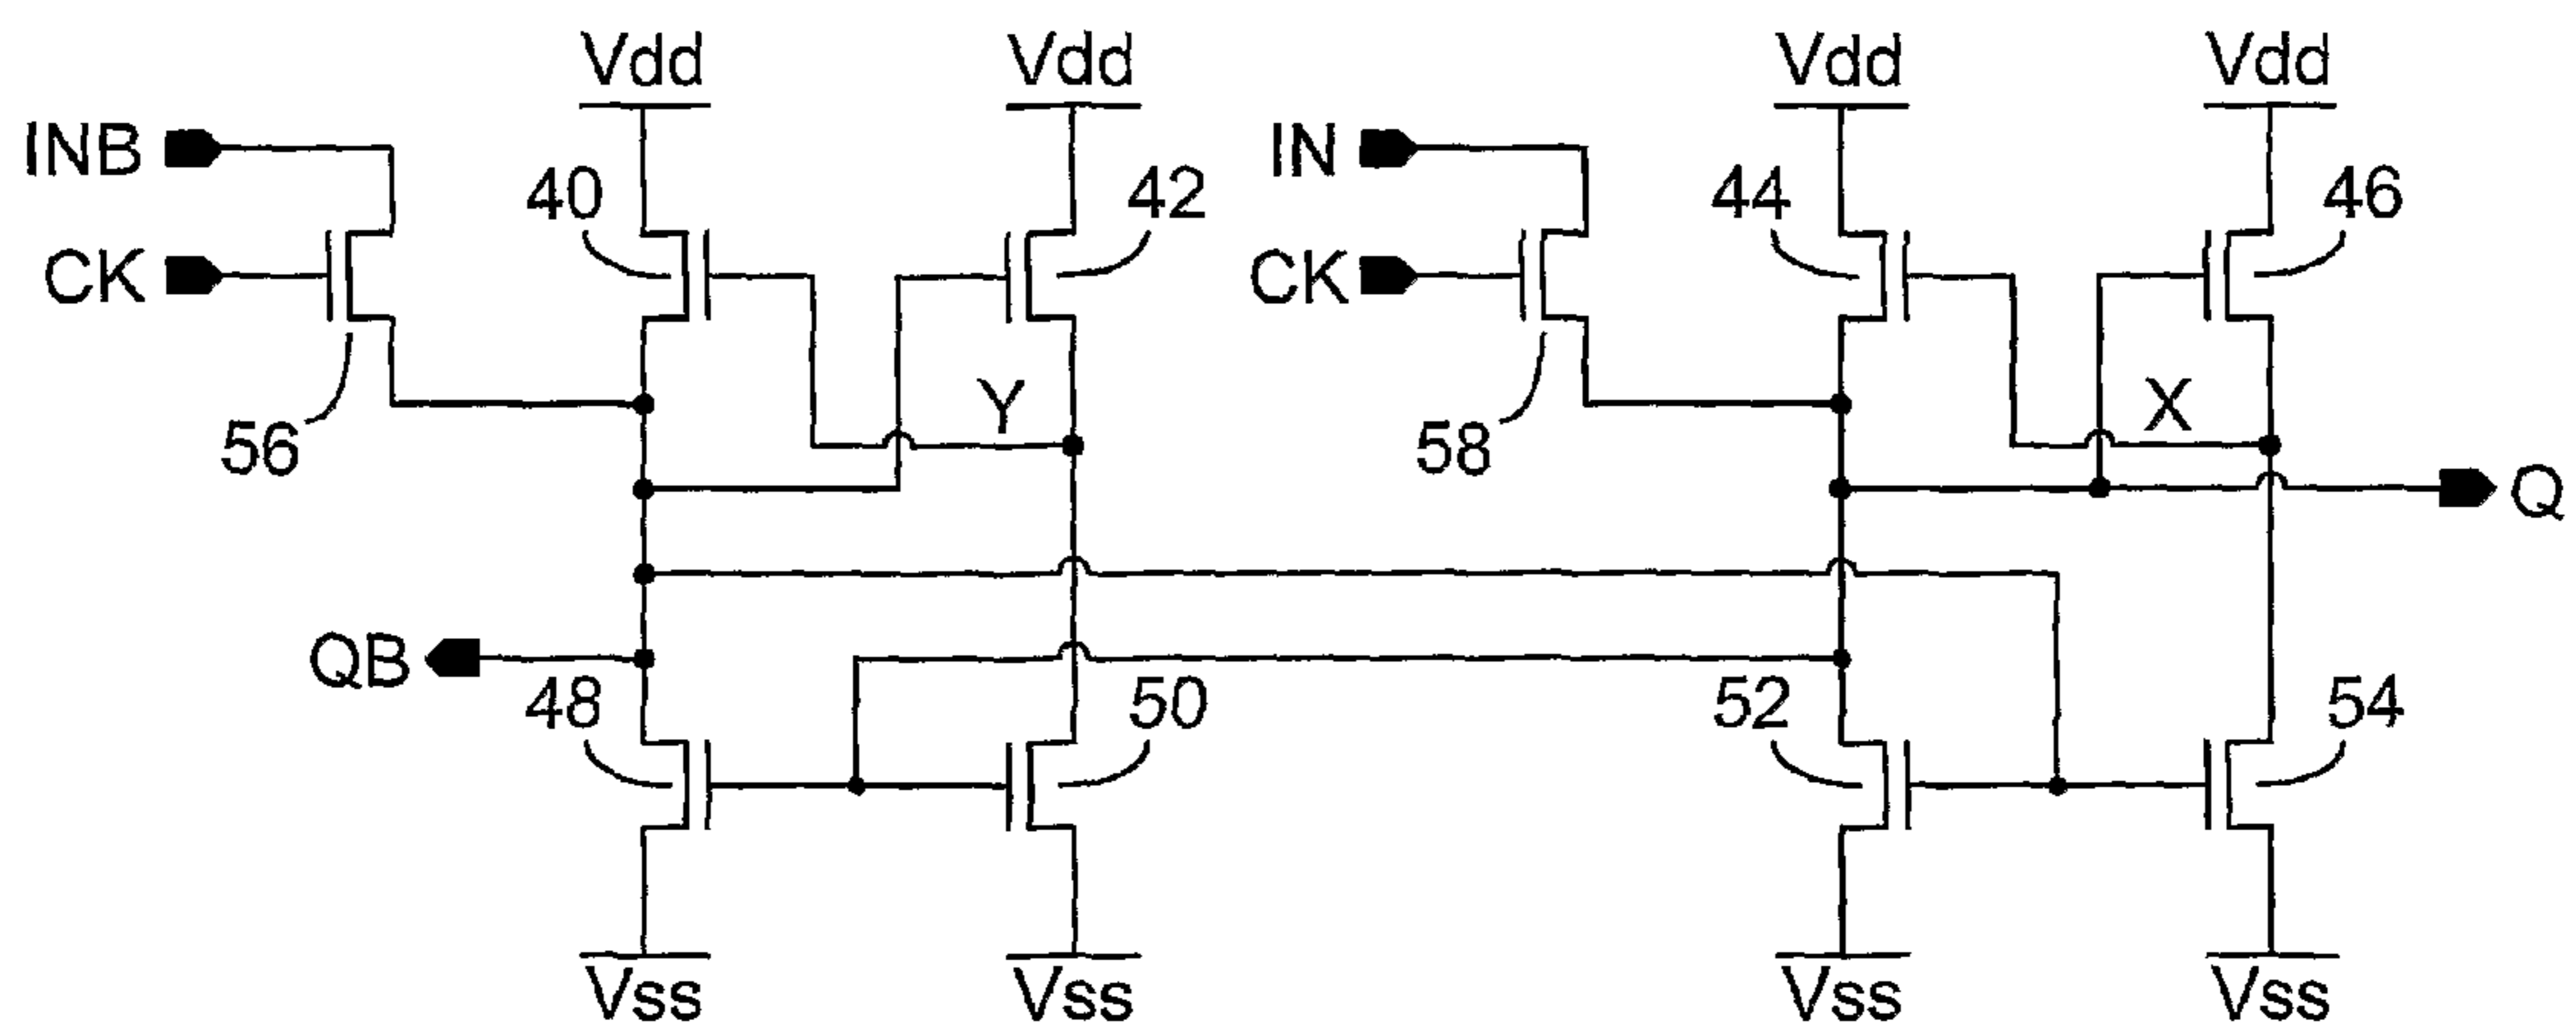 Vdd Vdd Vdd Vdd
INB IN
40 42 44 46
CK CK
Y X
56 58
Q
QB
48 50 52 54
Vss Vss Vss Vss